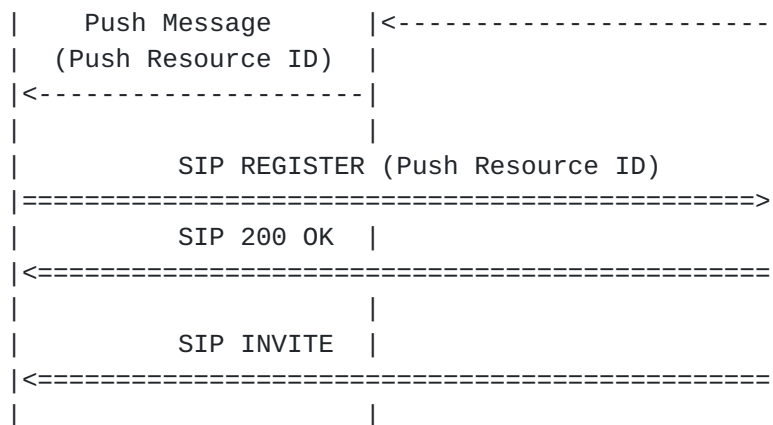 |    Push Message       |<------------------------
|  (Push Resource ID)  |
|<---------------------|
|                      |
|          SIP REGISTER (Push Resource ID)
|===============================================>
|          SIP 200 OK  |
|<===============================================
|                      |
|          SIP INVITE  |
|<===============================================
|                      |